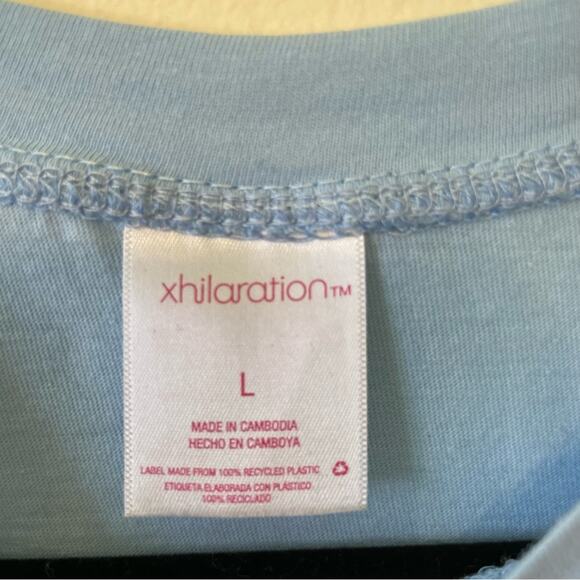 xhilaration™
L
MADE IN CAMBODIA
HECHO EN CAMBOYA
LABEL MADE FROM 100% RECYCLED PLASTIC
ETIQUETA ELABORADA CON PLÁSTICO
100% RECICLADO